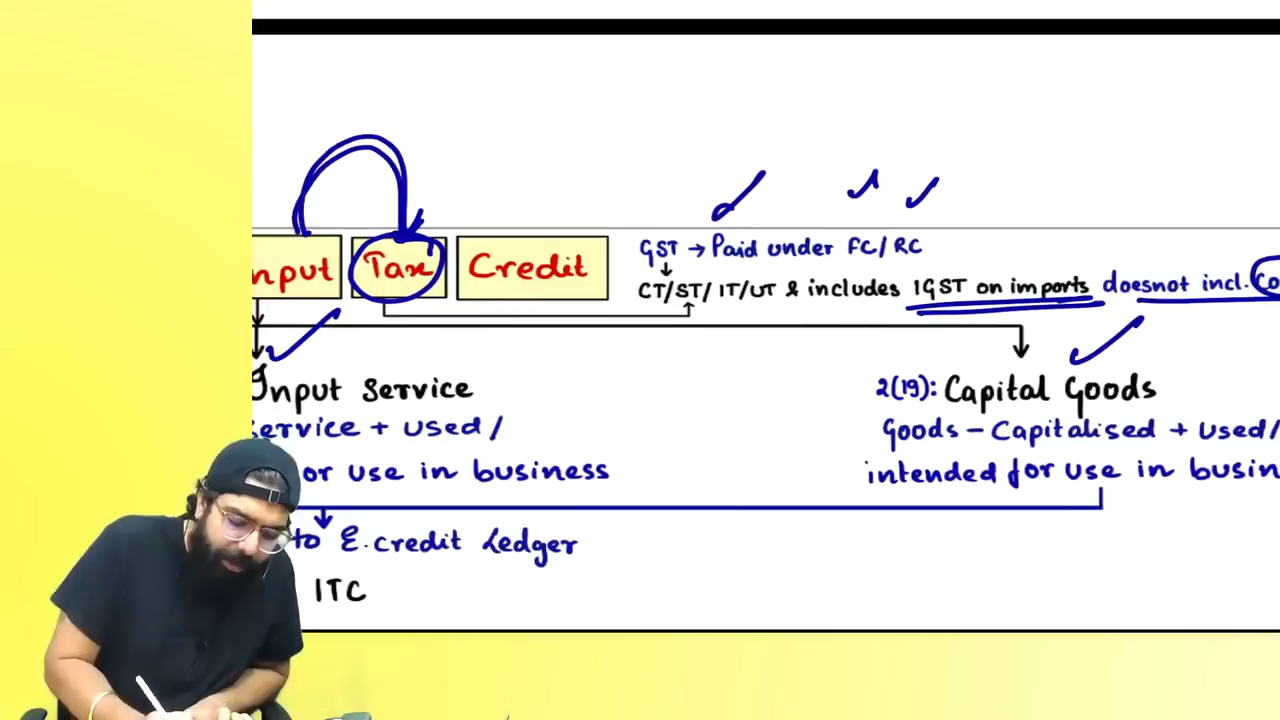 nput Tax Credit
GST → Paid under FC/ RC
CT/ST/ IT/UT & includes IGST on imports doesnot incl. Co
Input Service
2(19): Capital Goods
Service + used/
Goods - Capitalised + used/
or use in business
intended for use in busin
to E.credit Ledger
ITC